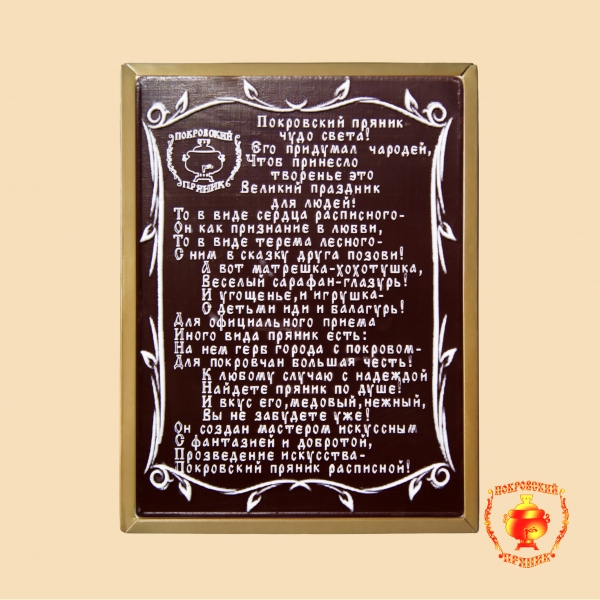 ПОКРОВСКИЙ
ПРЯНИК
Покровский пряник
чудо света!
Его придумал чародей,
Чтоб принесло
творенье это
Великий праздник
для людей!
То в виде сердца расписного-
Он как признание в любви,
То в виде терема лесного-
С ним в сказку друга позови!
А вот матрешка-хохотушка,
Веселый сарафан-глазурь!
И угощенье,и игрушка-
С детьми иди и балагурь!
Для официального приема
Иного вида пряник есть:
На нем герб города с покровом-
Для покровчан большая честь!
К любому случаю с надеждой
Найдете пряник по душе!
И вкус его,медовый,нежный,
Вы не забудете уже!
Он создан мастером искуссным
С фантазией и добротой,
Прозведение искусства-
Покровский пряник расписной!
ПОКРОВСКИЙ
ПРЯНИК